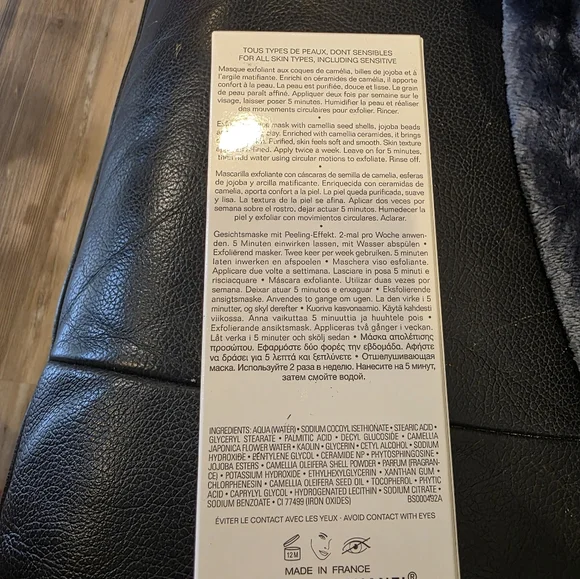 TOUS TYPES DE PEAUX, DONT SENSIBLES
FOR ALL SKIN TYPES, INCLUDING SENSITIVE
Masque exfoliant aux coques de camélia, billes de jojoba et à
l'argile matifiante. Enrichi en céramides de camélia, il apporte
confort à la peau. La peau est purifiée, douce et lisse. Le grain
de peau paraît affiné. Appliquer deux fois par semaine sur le
visage, laisser poser 5 minutes. Humidifier la peau et réaliser
des mouvements circulaires pour exfolier. Rincer.
•
mask with camellia seed shells, jojoba beads
clay. Enriched with camellia ceramides, it brings
Purified, skin feels soft and smooth. Skin texture
refined. Apply twice a week. Leave on for 5 minutes,
then add water using circular motions to exfoliate. Rinse off.
•
Mascarilla exfoliante con cáscaras de semilla de camelia, esferas
de jojoba y arcilla matificante. Enriquecida con ceramidas de
camelia, aporta confort a la piel. La piel queda purificada, suave
y lisa. La textura de la piel se afina. Aplicar dos veces por
semana sobre el rostro, dejar actuar 5 minutos. Humedecer la
piel y exfoliar con movimientos circulares. Aclarar.
•
Gesichtsmaske mit Peeling-Effekt. 2-mal pro Woche anwen-
den. 5 Minuten einwirken lassen, mit Wasser abspülen •
Exfoliërend masker. Twee keer per week gebruiken. 5 minuten
laten inwerken en afspoelen • Maschera viso esfoliante.
Applicare due volte a settimana. Lasciare in posa 5 minuti e
risciacquare • Máscara exfoliante. Utilizar duas vezes por
semana. Deixar atuar 5 minutos e enxaguar • Eksfolierende
ansigtsmaske. Anvendes to gange om ugen. La den virke i 5
minutter, og skyl derefter • Kuoriva kasvonaamio. Käytä kahdesti
viikossa. Anna vaikuttaa 5 minuuttia ja huuhtele pois •
Exfolierande ansiktsmask. Appliceras två gånger i veckan.
Låt verka i 5 minuter och skölj sedan • Μάσκα απολέπισης
προσώπου. Εφαρμόστε δύο φορές την εβδομάδα. Αφήστε
να δράσει για 5 λεπτά και ξεπλύνετε • Отшелушивающая
маска. Используйте 2 раза в неделю. Нанесите на 5 минут,
затем смойте водой.
INGREDIENTS: AQUA (WATER) • SODIUM COCOYL ISETHIONATE • STEARIC ACID •
GLYCERYL STEARATE • PALMITIC ACID • DECYL GLUCOSIDE • CAMELLIA
JAPONICA FLOWER WATER • KAOLIN • GLYCERIN • CETYL ALCOHOL • SODIUM
HYDROXIDE • PENTYLENE GLYCOL • CERAMIDE NP • PHYTOSPHINGOSINE •
JOJOBA ESTERS • CAMELLIA OLEIFERA SHELL POWDER • PARFUM (FRAGRAN-
CE) • POTASSIUM HYDROXIDE • ETHYLHEXYLGLYCERIN • XANTHAN GUM •
CHLORPHENESIN • CAMELLIA OLEIFERA SEED OIL • TOCOPHEROL • PHYTIC
ACID • CAPRYLYL GLYCOL • HYDROGENATED LECITHIN • SODIUM CITRATE •
SODIUM BENZOATE • CI 77499 (IRON OXIDES) BS000492A
ÉVITER LE CONTACT AVEC LES YEUX • AVOID CONTACT WITH EYES
12 M
MADE IN FRANCE